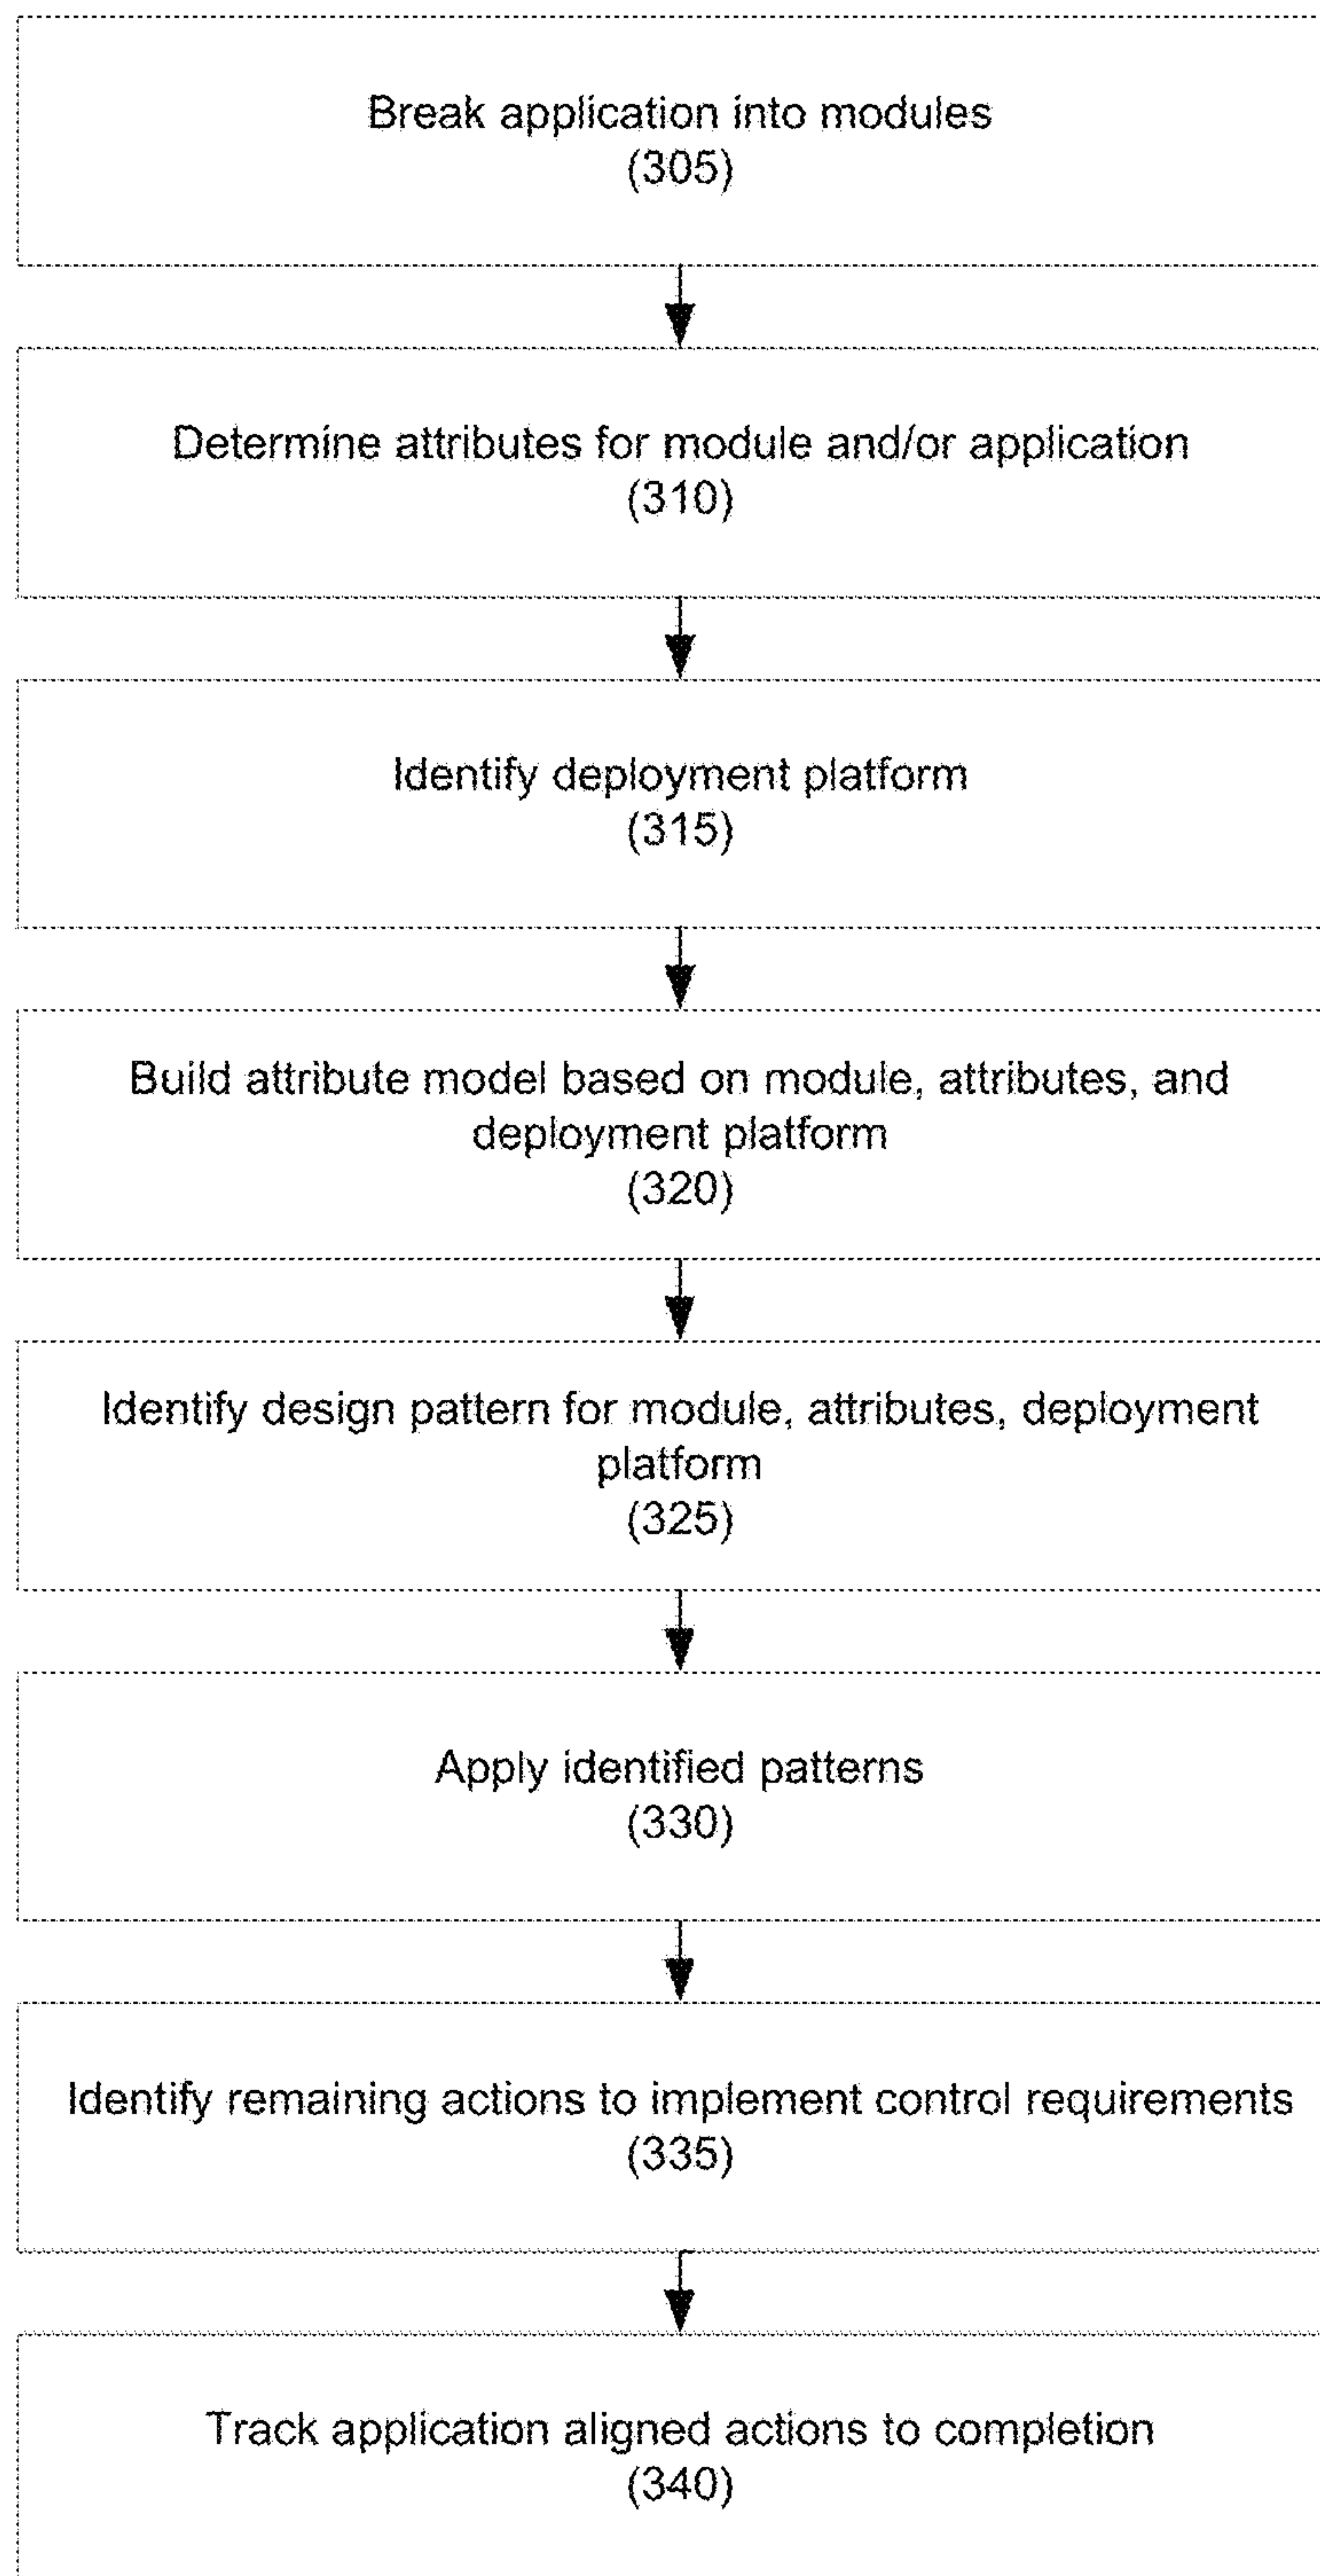 Break application into modules
(305)
Determine attributes for module and/or application
(310)
Identify deployment platform
(315)
Build attribute model based on module, attributes, and
deployment platform
(320)
Identify design pattern for module, attributes, deployment
platform
(325)
Apply identified patterns
(330)
Identify remaining actions to implement control requirements
(335)
Track application aligned actions to completion
(340)